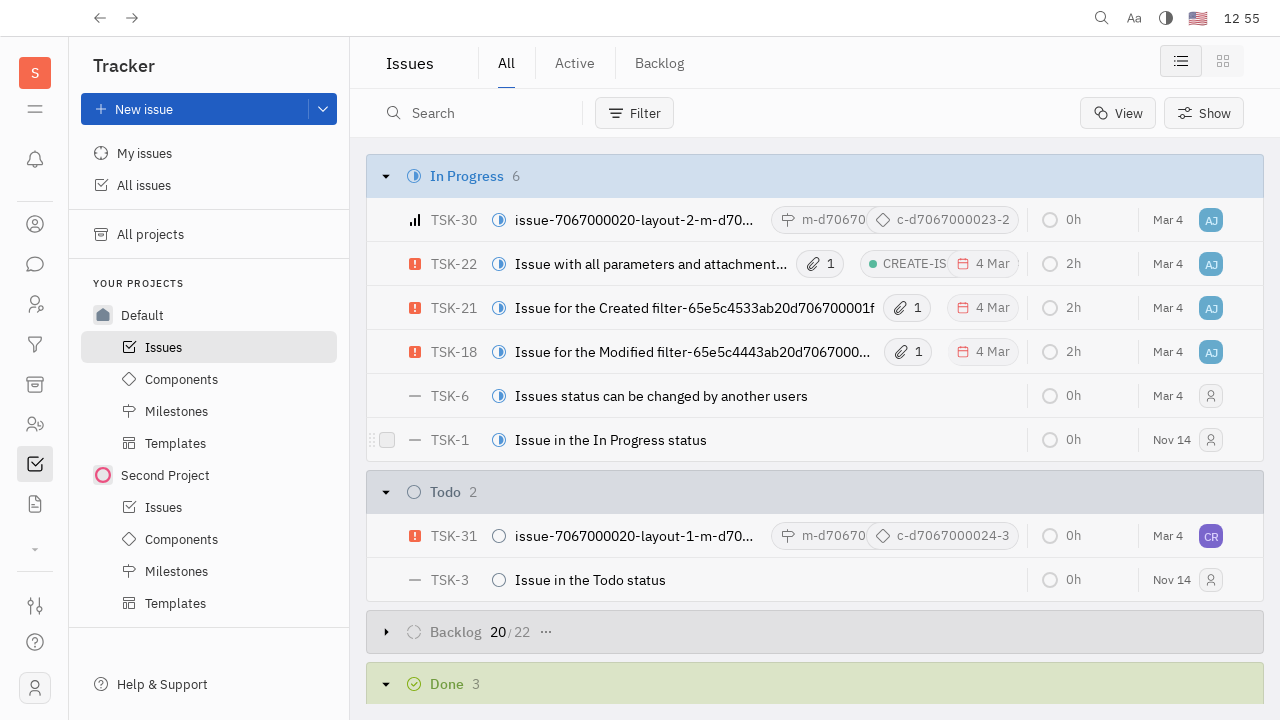 Aa
12 55
S
Tracker
New issue
My issues
All issues
All projects
YOUR PROJECTS
Default
Issues
Components
Milestones
Templates
Second Project
Issues
Components
Milestones
Templates
Help & Support
Issues
All
Active
Backlog
Search
Filter
View
Show
In Progress 6
TSK-30 issue-7067000020-layout-2-m-d70... m-d70670 c-d7067000023-2 0h Mar 4 AJ
TSK-22 Issue with all parameters and attachment... 1 CREATE-IS 4 Mar 2h Mar 4 AJ
TSK-21 Issue for the Created filter-65e5c4533ab20d706700001f 1 4 Mar 2h Mar 4 AJ
TSK-18 Issue for the Modified filter-65e5c4443ab20d7067000... 1 4 Mar 2h Mar 4 AJ
TSK-6 Issues status can be changed by another users 0h Mar 4
TSK-1 Issue in the In Progress status 0h Nov 14
Todo 2
TSK-31 issue-7067000020-layout-1-m-d70... m-d70670 c-d7067000024-3 0h Mar 4 CR
TSK-3 Issue in the Todo status 0h Nov 14
Backlog 20 / 22 ...
Done 3